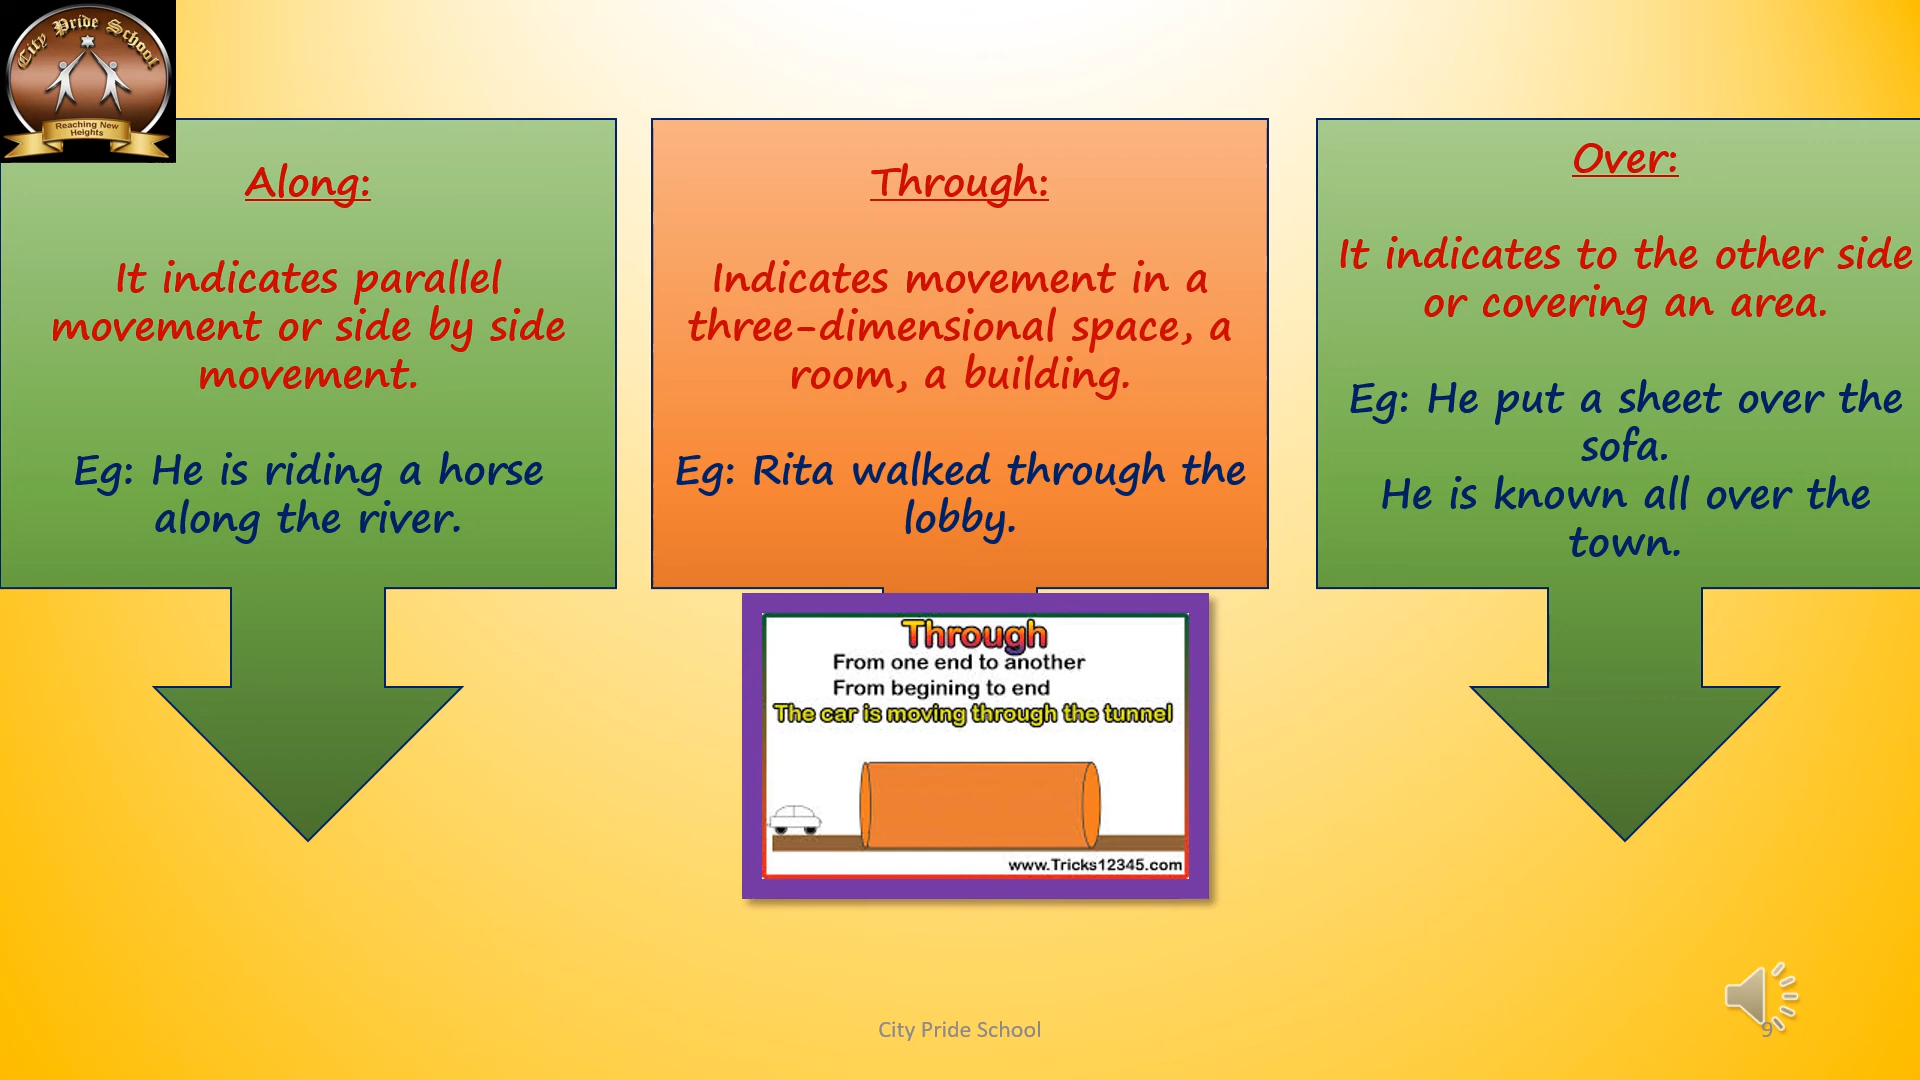 City Pride School
Reaching New
Heights
Along:
It indicates parallel
movement or side by side
movement.
Eg: He is riding a horse
along the river.
Through:
Indicates movement in a
three-dimensional space, a
room, a building.
Eg: Rita walked through the
lobby.
Over:
It indicates to the other side
or covering an area.
Eg: He put a sheet over the
sofa.
He is known all over the
town.
Through
From one end to another
From begining to end
The car is moving through the tunnel
www.Tricks12345.com
City Pride School
9